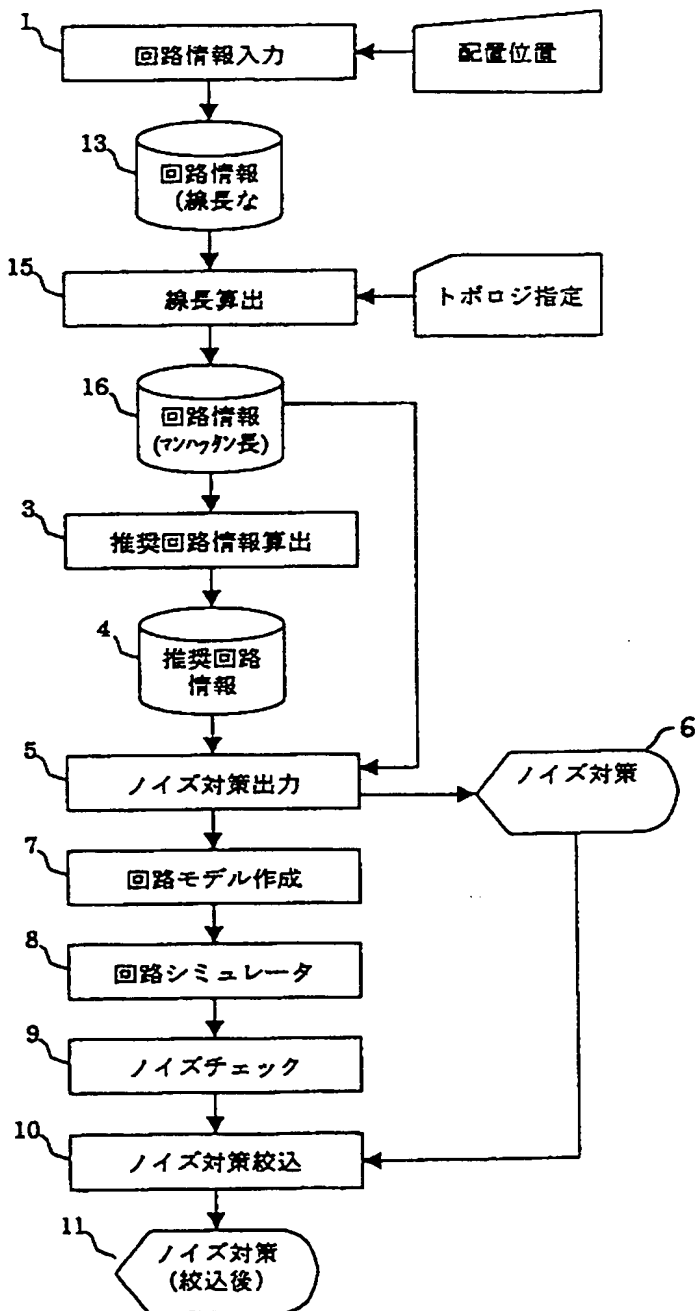 1
回路情報入力
配置位置
13
回路情報
(線長な
15
線長算出
トポロジ指定
16
回路情報
(マンハッタン長)
3
推奨回路情報算出
4
推奨回路
情報
5
ノイズ対策出力
6
ノイズ対策
7
回路モデル作成
8
回路シミュレータ
9
ノイズチェック
10
ノイズ対策絞込
11
ノイズ対策
(絞込後)